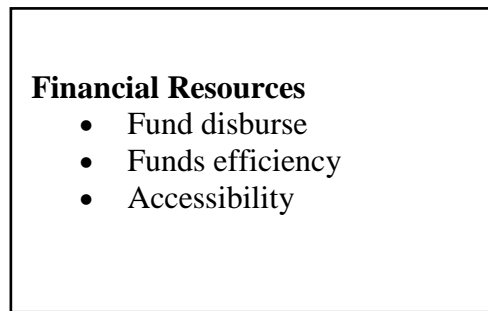 Financial Resources
• Fund disburse
• Funds efficiency
• Accessibility